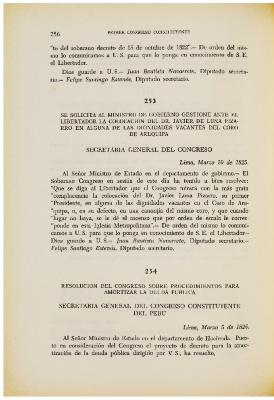 256
PRIMER CONGRESO CONSTITUYENTE
"to del soberano decreto de 15 de octubre de 1822".— De orden del mis-
mo lo comunicamos a U.S. para que lo ponga en conocimiento de S.E.
el Libertador.
Dios guarde a U.S.— Juan Bautista Navarrete, Diputado secreta-
rio.— Felipe Santiago Estenós, Diputado secretario.
253
SE SOLICITA AL MINISTRO DE GOBIERNO GESTIONE ANTE EL
LIBERTADOR LA COLOCACION DEL DR. JAVIER DE LUNA PIZA-
RRO EN ALGUNA DE LAS DIGNIDADES VACANTES DEL CORO
DE AREQUIPA
SECRETARIA GENERAL DEL CONGRESO
Lima, Marzo 10 de 1825.
Al Señor Ministro de Estado en el departamento de gobierno.— El
Soberano Congreso en sesión de este día ha tenido a bien resolver:
"Que se diga al Libertador que el Congreso verará con la más grata
"complacencia la colocación del Dr. Javier Luna Pizarro, su primer
"Presidente, en alguna de las dignidades vacantes en el Coro de Are-
"quipa, o, en su defecto, en una canongía del mismo coro, y que cuando
"lugar no haya, se le dé el ascenso que por orden de escala le corres-
"ponde en esta Iglesia Metropolitana".— De orden del mismo lo comuni-
camos a U.S. para que lo ponga en conocimiento de S.E. el Libertador.—
Dios guarde a U.S.— Juan Bautista Navarrete, Diputado secretario.—
Felipe Santiago Estenós, Diputado secretario.
254
RESOLUCION DEL CONGRESO SOBRE PROCEDIMIENTOS PARA
AMORTIZAR LA DEUDA PUBLICA
SECRETARIA GENERAL DEL CONGRESO CONSTITUYENTE
DEL PERU
Lima, Marzo 5 de 1825.
Al Señor Ministro de Estado en el departamento de Hacienda. Pues-
to en consideración del Congreso el proyecto de decreto para la amor-
tización de la deuda pública dirigido por V.S., ha resuelto,